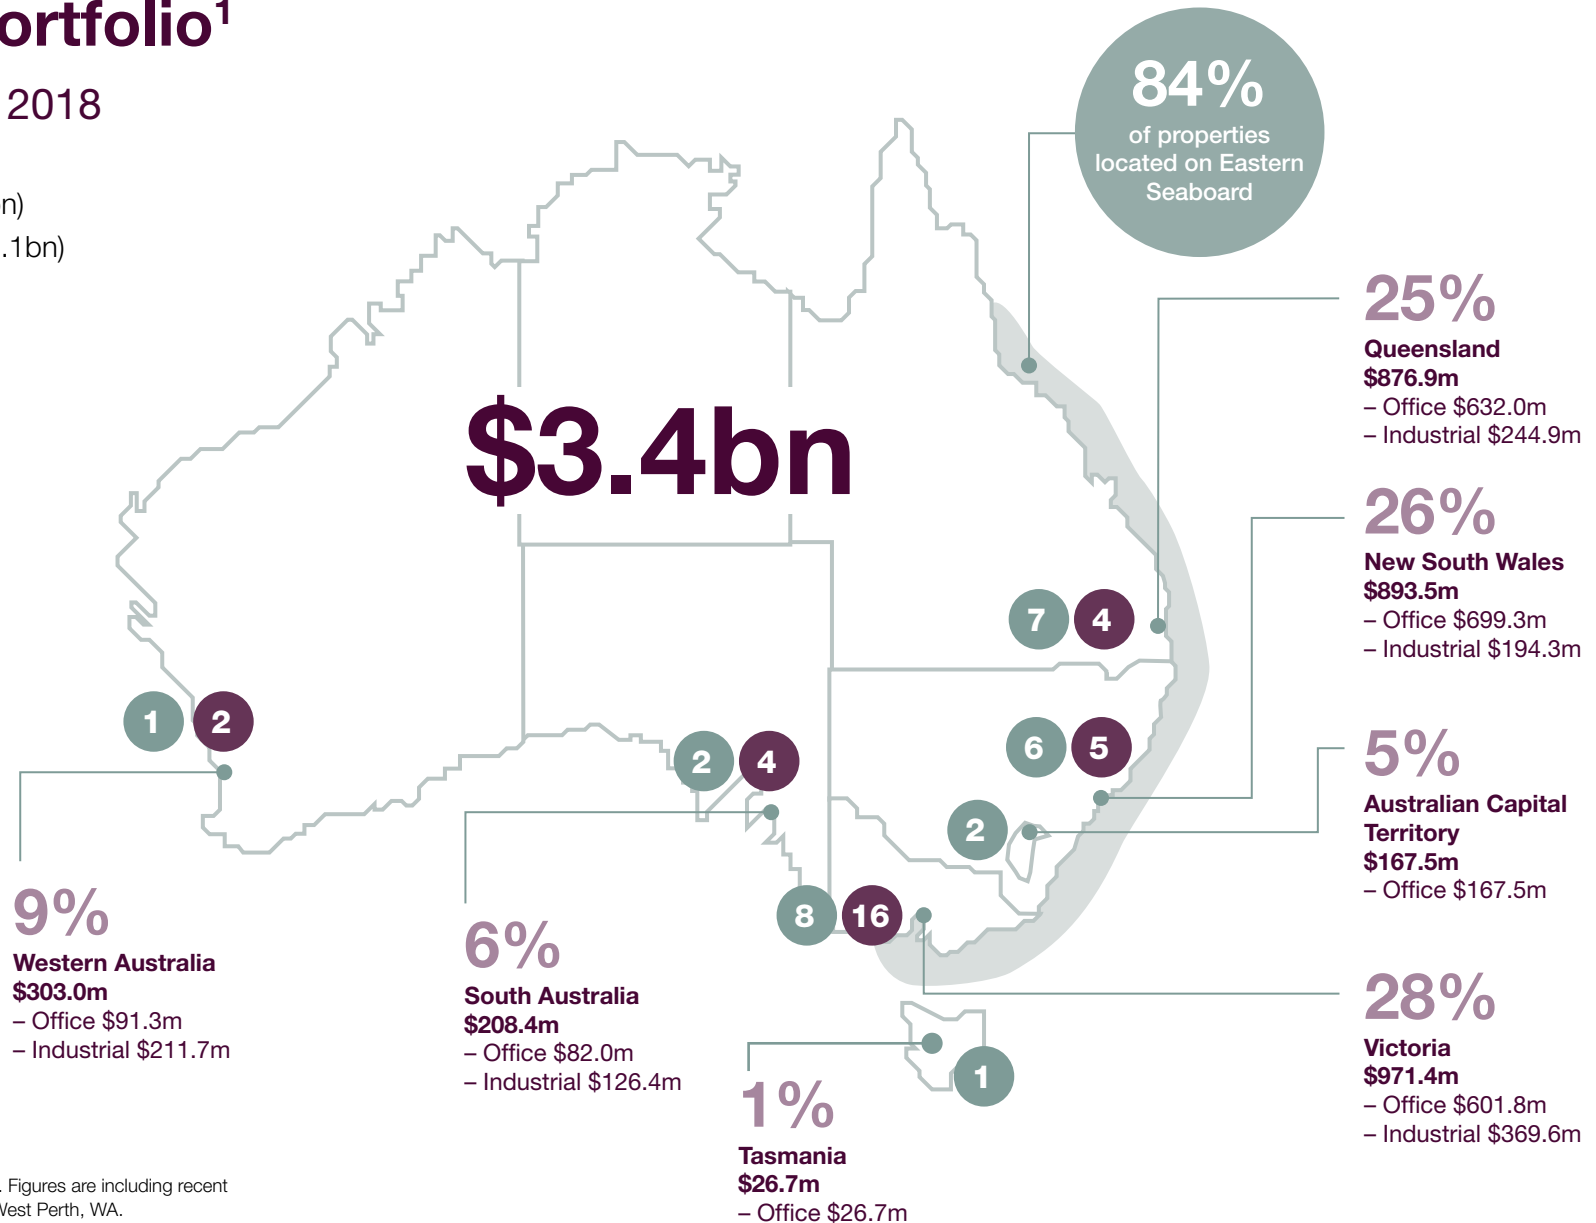 ortfolio¹
2018
n)
.1bn)
84%
of properties
located on Eastern
Seaboard
$3.4bn
25%
Queensland
$876.9m
– Office $632.0m
– Industrial $244.9m
26%
New South Wales
$893.5m
– Office $699.3m
– Industrial $194.3m
7 4
6 5
2
1 2
2 4
8 16
1
5%
Australian Capital
Territory
$167.5m
– Office $167.5m
9%
Western Australia
$303.0m
– Office $91.3m
– Industrial $211.7m
6%
South Australia
$208.4m
– Office $82.0m
– Industrial $126.4m
28%
Victoria
$971.4m
– Office $601.8m
– Industrial $369.6m
1%
Tasmania
$26.7m
– Office $26.7m
. Figures are including recent
West Perth, WA.